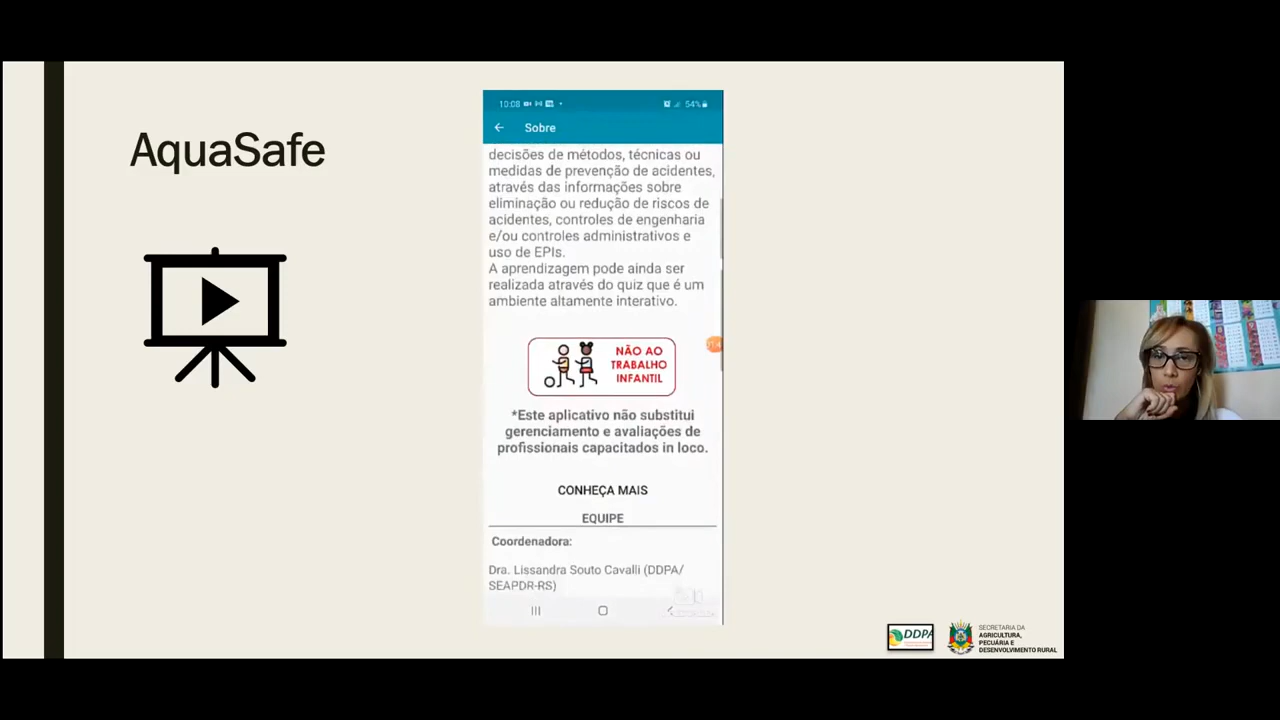 AquaSafe
10:08
54%
Sobre
decisões de métodos, técnicas ou
medidas de prevenção de acidentes,
através das informações sobre
eliminação ou redução de riscos de
acidentes, controles de engenharia
e/ou controles administrativos e
uso de EPIs.
A aprendizagem pode ainda ser
realizada através do quiz que é um
ambiente altamente interativo.
NÃO AO
TRABALHO
INFANTIL
*Este aplicativo não substitui
gerenciamento e avaliações de
profissionais capacitados in loco.
CONHEÇA MAIS
EQUIPE
Coordenadora:
Dra. Lissandra Souto Cavalli (DDPA/
SEAPDR-RS)
DDPA
SECRETARIA DA
AGRICULTURA,
PECUÁRIA E
DESENVOLVIMENTO RURAL